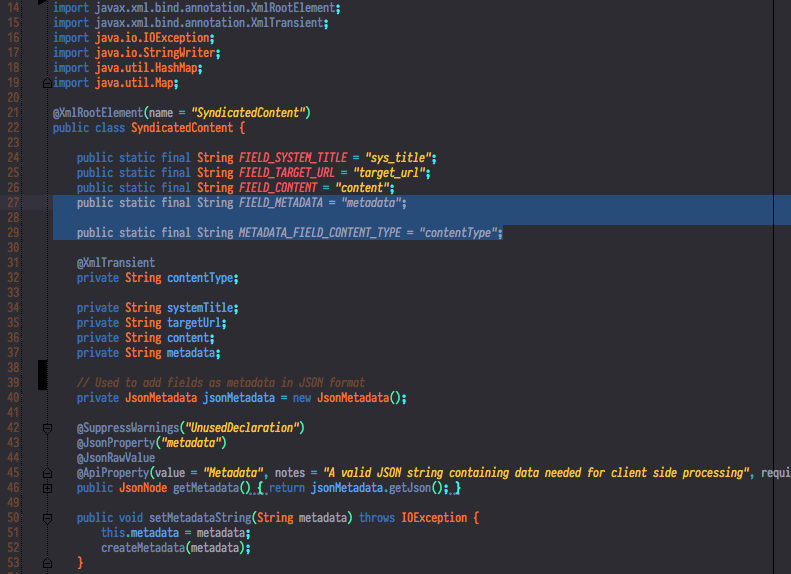 14 import javax.xml.bind.annotation.XmlRootElement;
15 import javax.xml.bind.annotation.XmlTransient;
16 import java.io.IOException;
17 import java.io.StringWriter;
18 import java.util.HashMap;
19 import java.util.Map;
20
21 @XmlRootElement(name = "SyndicatedContent")
22 public class SyndicatedContent {
23
24 public static final String FIELD_SYSTEM_TITLE = "sys_title";
25 public static final String FIELD_TARGET_URL = "target_url";
26 public static final String FIELD_CONTENT = "content";
27 public static final String FIELD_METADATA = "metadata";
28
29 public static final String METADATA_FIELD_CONTENT_TYPE = "contentType";
30
31 @XmlTransient
32 private String contentType;
33
34 private String systemTitle;
35 private String targetUrl;
36 private String content;
37 private String metadata;
38
39 // Used to add fields as metadata in JSON format
40 private JsonMetadata jsonMetadata = new JsonMetadata();
41
42 @SuppressWarnings("UnusedDeclaration")
43 @JsonProperty("metadata")
44 @JsonRawValue
45 @ApiProperty(value = "Metadata", notes = "A valid JSON string containing data needed for client side processing", requi
46 public JsonNode getMetadata() { return jsonMetadata.getJson(); }
49
50 public void setMetadataString(String metadata) throws IOException {
51 this.metadata = metadata;
52 createMetadata(metadata);
53 }